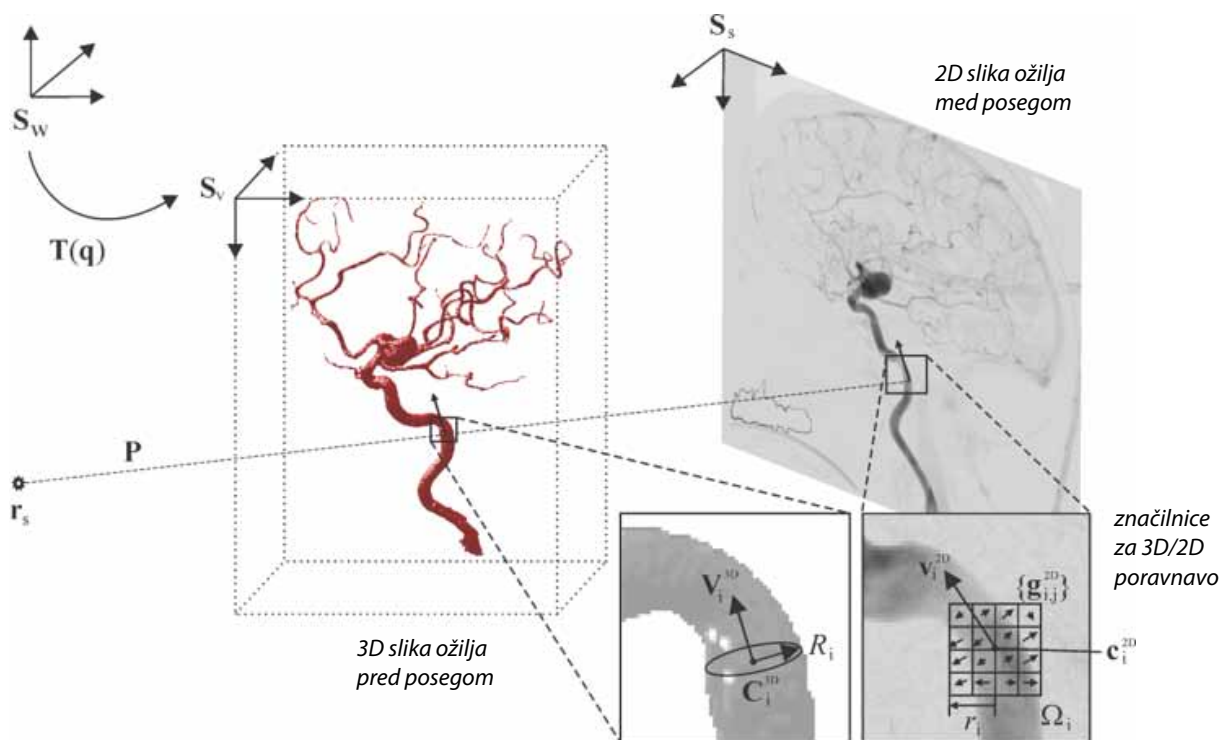 S_W
T(q)
S_v
S_s
2D slika ožilja
med posegom
P
r_s
3D slika ožilja
pred posegom
V_i^3D
R_i
C_i^3D
v_i^2D
{g_i,j^2D}
c_i^2D
r_i
Ω_i
značilnice
za 3D/2D
poravnavo